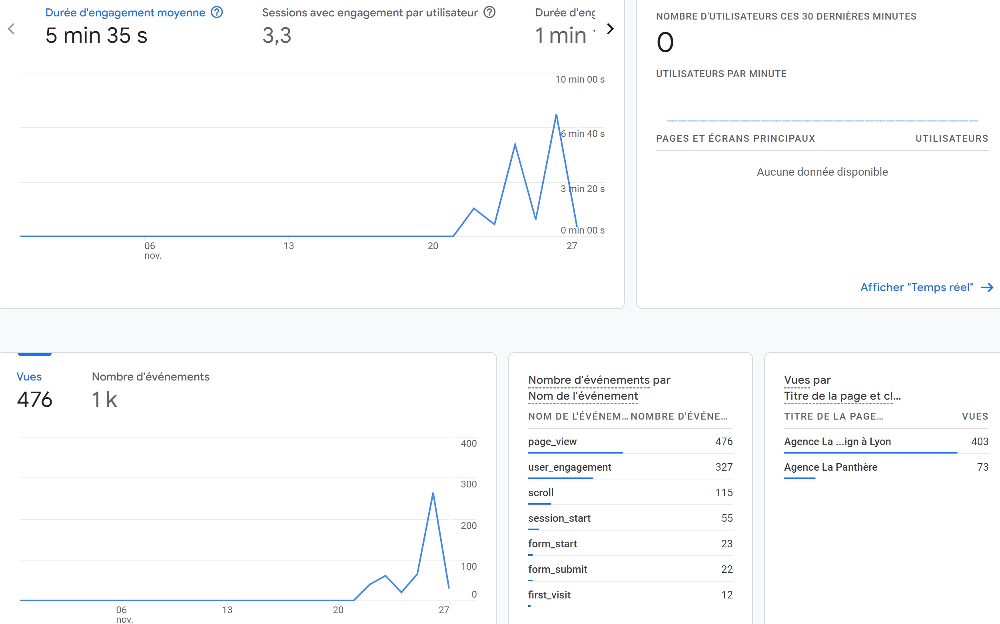 Durée d'engagement moyenne
5 min 35 s
Sessions avec engagement par utilisateur
3,3
Durée d'eng
1 min
10 min 00 s
6 min 40 s
3 min 20 s
0 min 00 s
06
nov.
13
20
27
NOMBRE D'UTILISATEURS CES 30 DERNIÈRES MINUTES
0
UTILISATEURS PAR MINUTE
PAGES ET ÉCRANS PRINCIPAUX UTILISATEURS
Aucune donnée disponible
Afficher "Temps réel"
Vues
476
Nombre d'événements
1 k
400
300
200
100
0
06
nov.
13
20
27
Nombre d'événements par
Nom de l'événement
NOM DE L'ÉVÉNEM... NOMBRE D'ÉVÉNE...
page_view 476
user_engagement 327
scroll 115
session_start 55
form_start 23
form_submit 22
first_visit 12
Vues par
Titre de la page et cl...
TITRE DE LA PAGE... VUES
Agence La ...ign à Lyon 403
Agence La Panthère 73